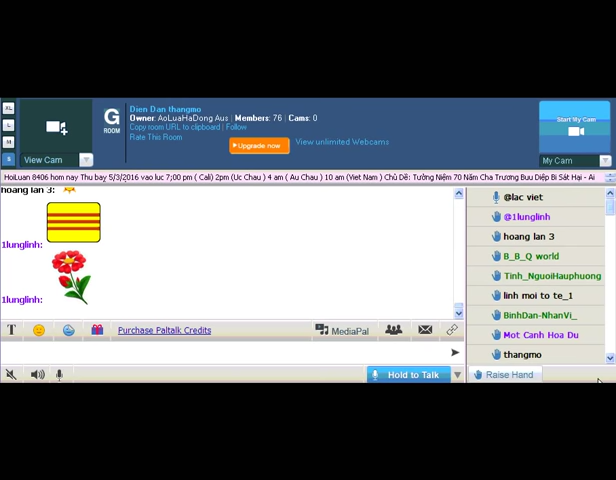 XL
L
M
S
View Cam
G
ROOM
Dien Dan thangmo
Owner: AoLuaHaDong Aus | Members: 76 | Cams: 0
Copy room URL to clipboard | Follow
Rate This Room
Upgrade now
View unlimited Webcams
Start My Cam
My Cam
HoiLuan 8406 hom nay Thu bay 5/3/2016 vao luc 7;00 pm ( Cali) 2pm (Uc Chau ) 4 am ( Au Chau ) 10 am (Viet Nam ) Chủ Đề: Tưởng Niệm 70 Năm Cha Trương Bửu Diệp Bi Sát Hại - Ai
hoang lan 3:
1lunglinh:
1lunglinh:
T
Purchase Paltalk Credits
MediaPal
Hold to Talk
@lac viet
@1lunglinh
hoang lan 3
B_B_Q world
Tinh_NguoiHauphuong
linh moi to te_1
BinhDan-NhanVi_
Mot Canh Hoa Du
thangmo
Raise Hand